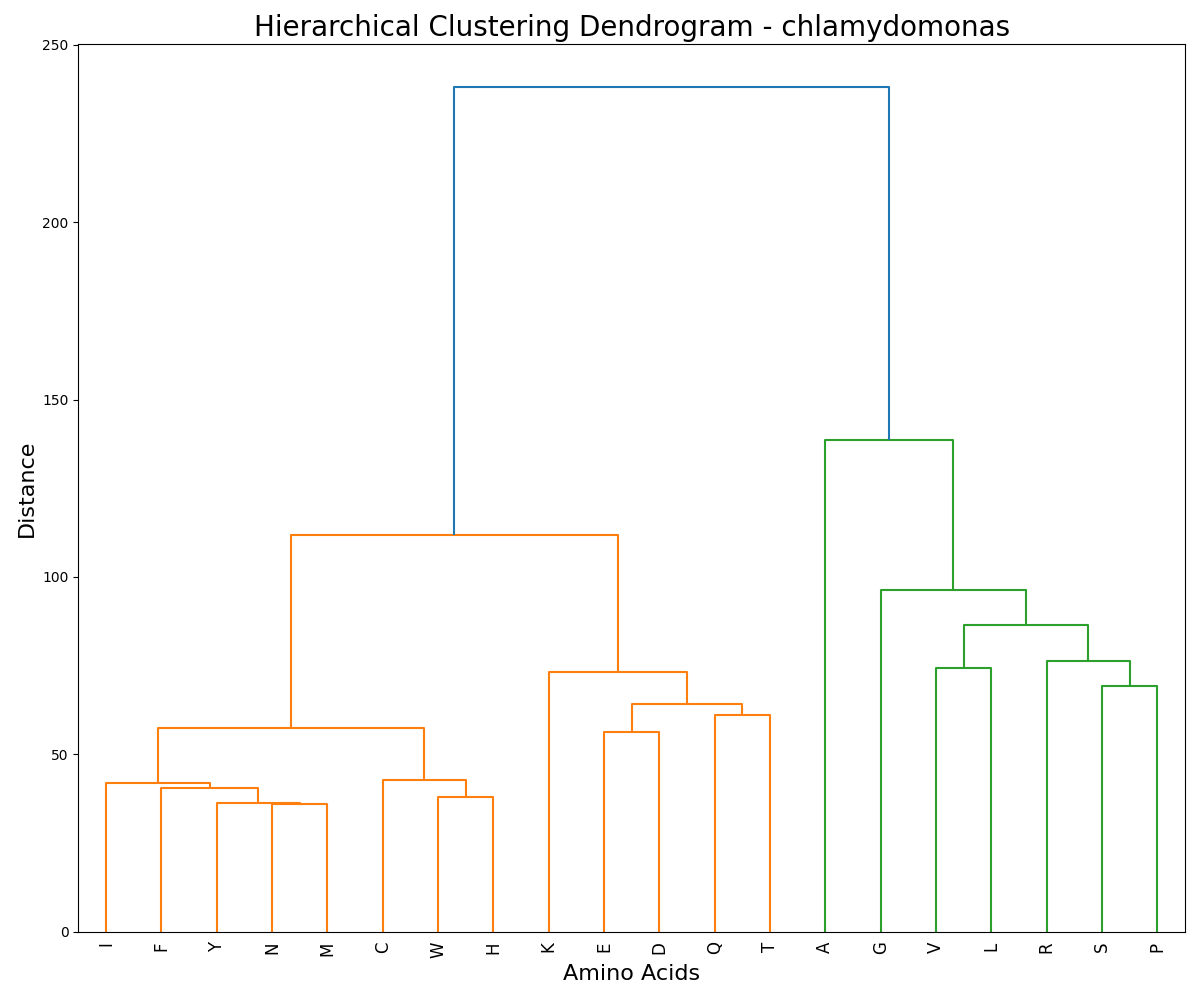 Hierarchical Clustering Dendrogram - chlamydomonas
250
200
150
100
50
0
Distance
I F Y N M C W H K E D Q T A G V L R S P
Amino Acids